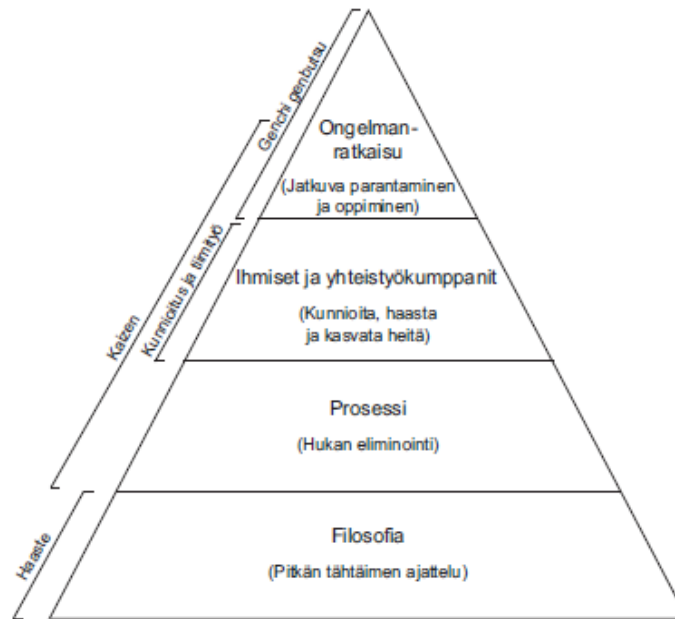 Genchi genbutsu
Ongelman-
ratkaisu
(Jatkuva parantaminen
ja oppiminen)
Kaizen
Kunnioitus ja tiimityö
Ihmiset ja yhteistyökumppanit
(Kunnioita, haasta
ja kasvata heitä)
Prosessi
(Hukan eliminointi)
Haaste
Filosofia
(Pitkän tähtäimen ajattelu)